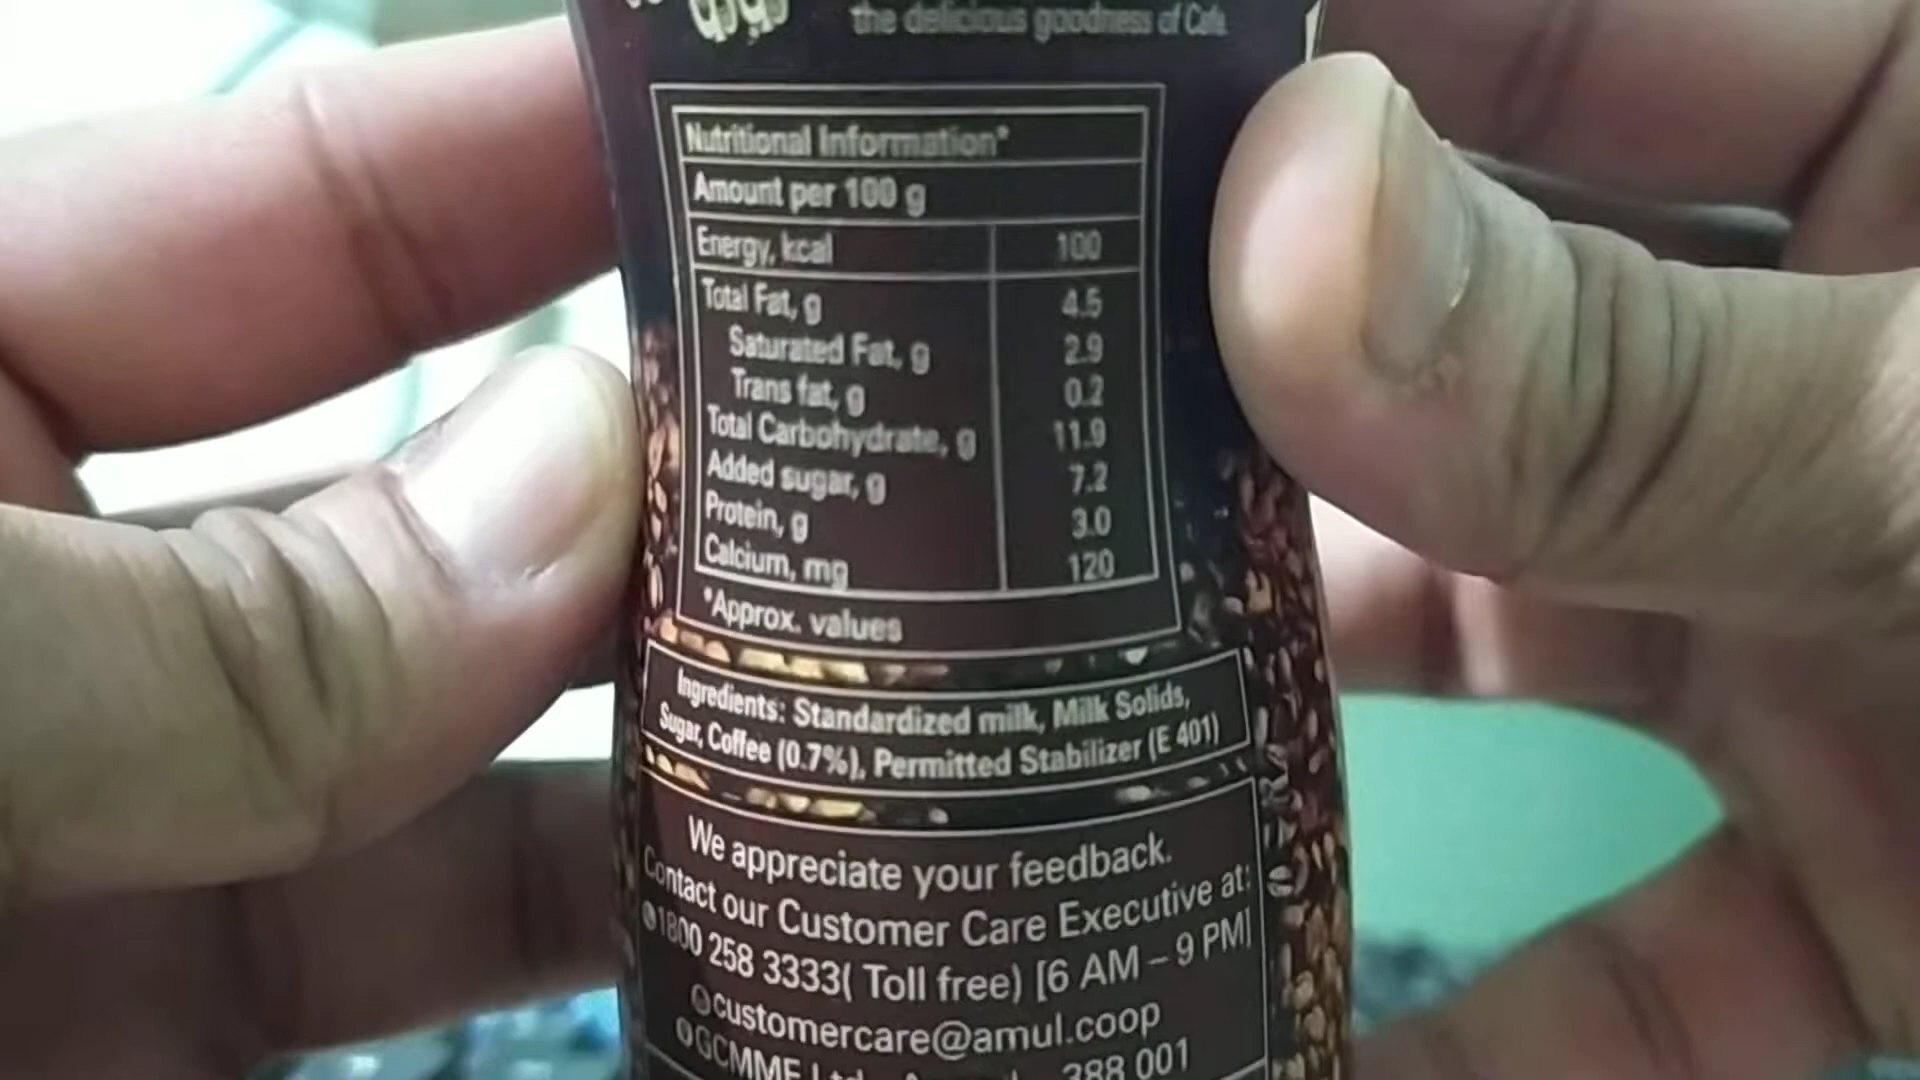 the delicious goodness of Cafe
Nutritional Information*
Amount per 100 g
Energy, kcal 100
Total Fat, g 4.5
Saturated Fat, g 2.9
Trans fat, g 0.2
Total Carbohydrate, g 11.9
Added sugar, g 7.2
Protein, g 3.0
Calcium, mg 120
*Approx. values
Ingredients: Standardized milk, Milk Solids,
Sugar, Coffee (0.7%), Permitted Stabilizer (E 401)
We appreciate your feedback.
Contact our Customer Care Executive at:
1800 258 3333( Toll free) [6 AM – 9 PM]
customercare@amul.coop
GCMMF Ltd 388 001